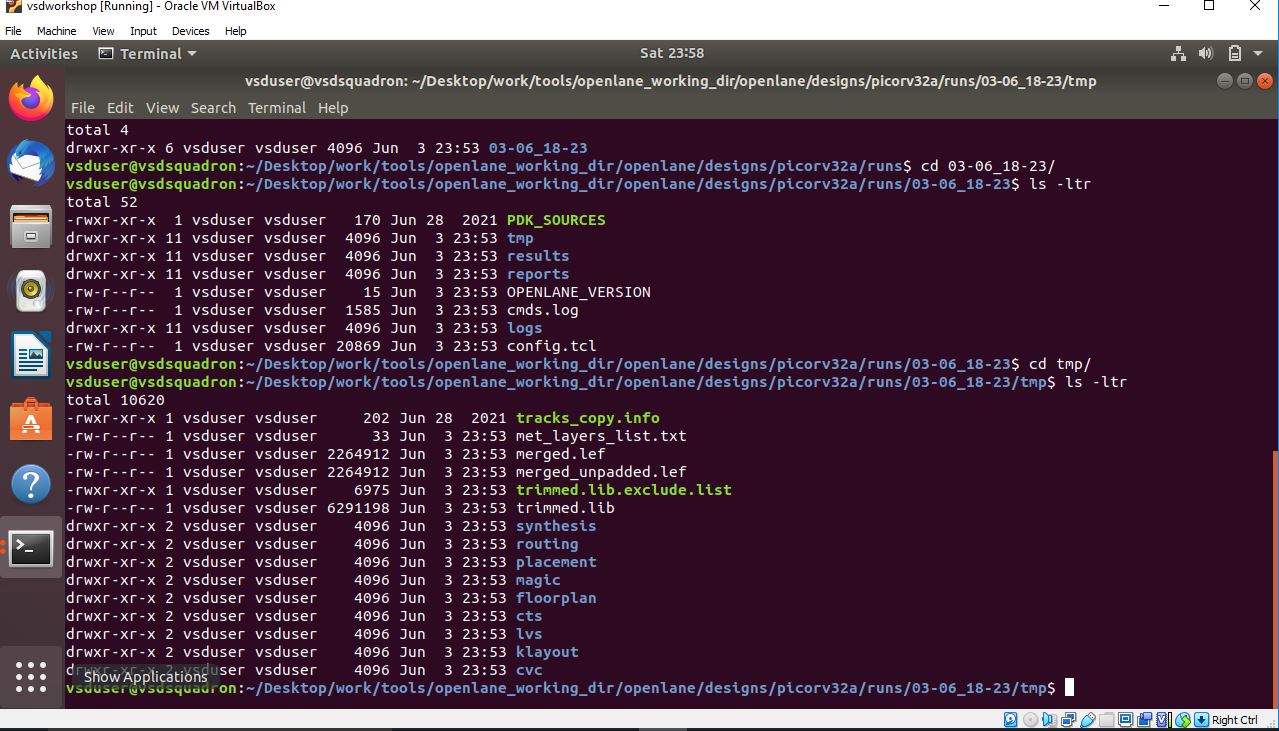 vsdworkshop [Running] - Oracle VM VirtualBox
File Machine View Input Devices Help
Activities Terminal Sat 23:58
vsduser@vsdsquadron: ~/Desktop/work/tools/openlane_working_dir/openlane/designs/picorv32a/runs/03-06_18-23/tmp
File Edit View Search Terminal Help
total 4
drwxr-xr-x 6 vsduser vsduser 4096 Jun  3 23:53 03-06_18-23
vsduser@vsdsquadron:~/Desktop/work/tools/openlane_working_dir/openlane/designs/picorv32a/runs$ cd 03-06_18-23/
vsduser@vsdsquadron:~/Desktop/work/tools/openlane_working_dir/openlane/designs/picorv32a/runs/03-06_18-23$ ls -ltr
total 52
-rwxr-xr-x  1 vsduser vsduser   170 Jun 28  2021 PDK_SOURCES
drwxr-xr-x 11 vsduser vsduser  4096 Jun  3 23:53 tmp
drwxr-xr-x 11 vsduser vsduser  4096 Jun  3 23:53 results
drwxr-xr-x 11 vsduser vsduser  4096 Jun  3 23:53 reports
-rw-r--r--  1 vsduser vsduser    15 Jun  3 23:53 OPENLANE_VERSION
-rw-r--r--  1 vsduser vsduser  1585 Jun  3 23:53 cmds.log
drwxr-xr-x 11 vsduser vsduser  4096 Jun  3 23:53 logs
-rw-r--r--  1 vsduser vsduser 20869 Jun  3 23:53 config.tcl
vsduser@vsdsquadron:~/Desktop/work/tools/openlane_working_dir/openlane/designs/picorv32a/runs/03-06_18-23$ cd tmp/
vsduser@vsdsquadron:~/Desktop/work/tools/openlane_working_dir/openlane/designs/picorv32a/runs/03-06_18-23/tmp$ ls -ltr
total 10620
-rwxr-xr-x 1 vsduser vsduser     202 Jun 28  2021 tracks_copy.info
-rw-r--r-- 1 vsduser vsduser      33 Jun  3 23:53 met_layers_list.txt
-rw-r--r-- 1 vsduser vsduser 2264912 Jun  3 23:53 merged.lef
-rw-r--r-- 1 vsduser vsduser 2264912 Jun  3 23:53 merged_unpadded.lef
-rwxr-xr-x 1 vsduser vsduser    6975 Jun  3 23:53 trimmed.lib.exclude.list
-rw-r--r-- 1 vsduser vsduser 6291198 Jun  3 23:53 trimmed.lib
drwxr-xr-x 2 vsduser vsduser    4096 Jun  3 23:53 synthesis
drwxr-xr-x 2 vsduser vsduser    4096 Jun  3 23:53 routing
drwxr-xr-x 2 vsduser vsduser    4096 Jun  3 23:53 placement
drwxr-xr-x 2 vsduser vsduser    4096 Jun  3 23:53 magic
drwxr-xr-x 2 vsduser vsduser    4096 Jun  3 23:53 floorplan
drwxr-xr-x 2 vsduser vsduser    4096 Jun  3 23:53 cts
drwxr-xr-x 2 vsduser vsduser    4096 Jun  3 23:53 lvs
drwxr-xr-x 2 vsduser vsduser    4096 Jun  3 23:53 klayout
drwxr-xr-x 2 vsduser vsduser    4096 Jun  3 23:53 cvc
Show Applications
vsduser@vsdsquadron:~/Desktop/work/tools/openlane_working_dir/openlane/designs/picorv32a/runs/03-06_18-23/tmp$
Right Ctrl